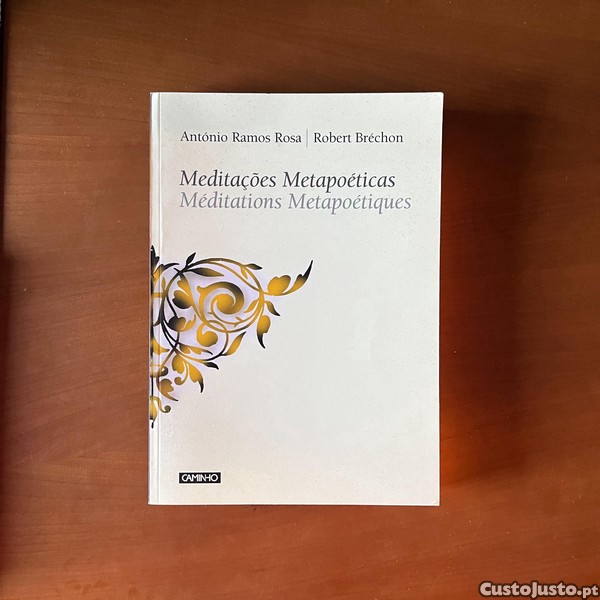 António Ramos Rosa | Robert Bréchon
Meditações Metapoéticas
Méditations Metapoétiques
CAMINHO
CustoJusto.pt